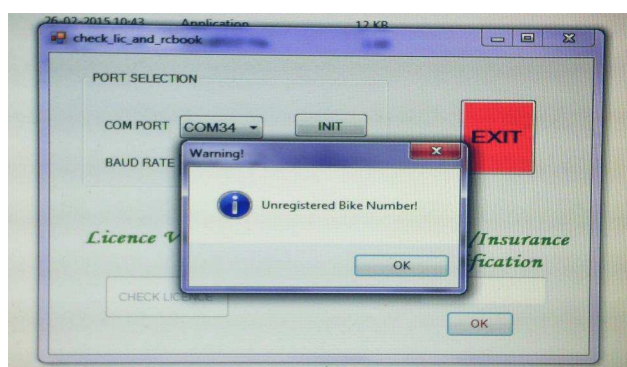 26-02-2015 10:43 Application 12 KB
check_lic_and_rcbook
PORT SELECTION
COM PORT COM34 INIT
EXIT
BAUD RATE
Warning!
Unregistered Bike Number!
OK
Licence V
/Insurance
fication
CHECK LICENCE
OK